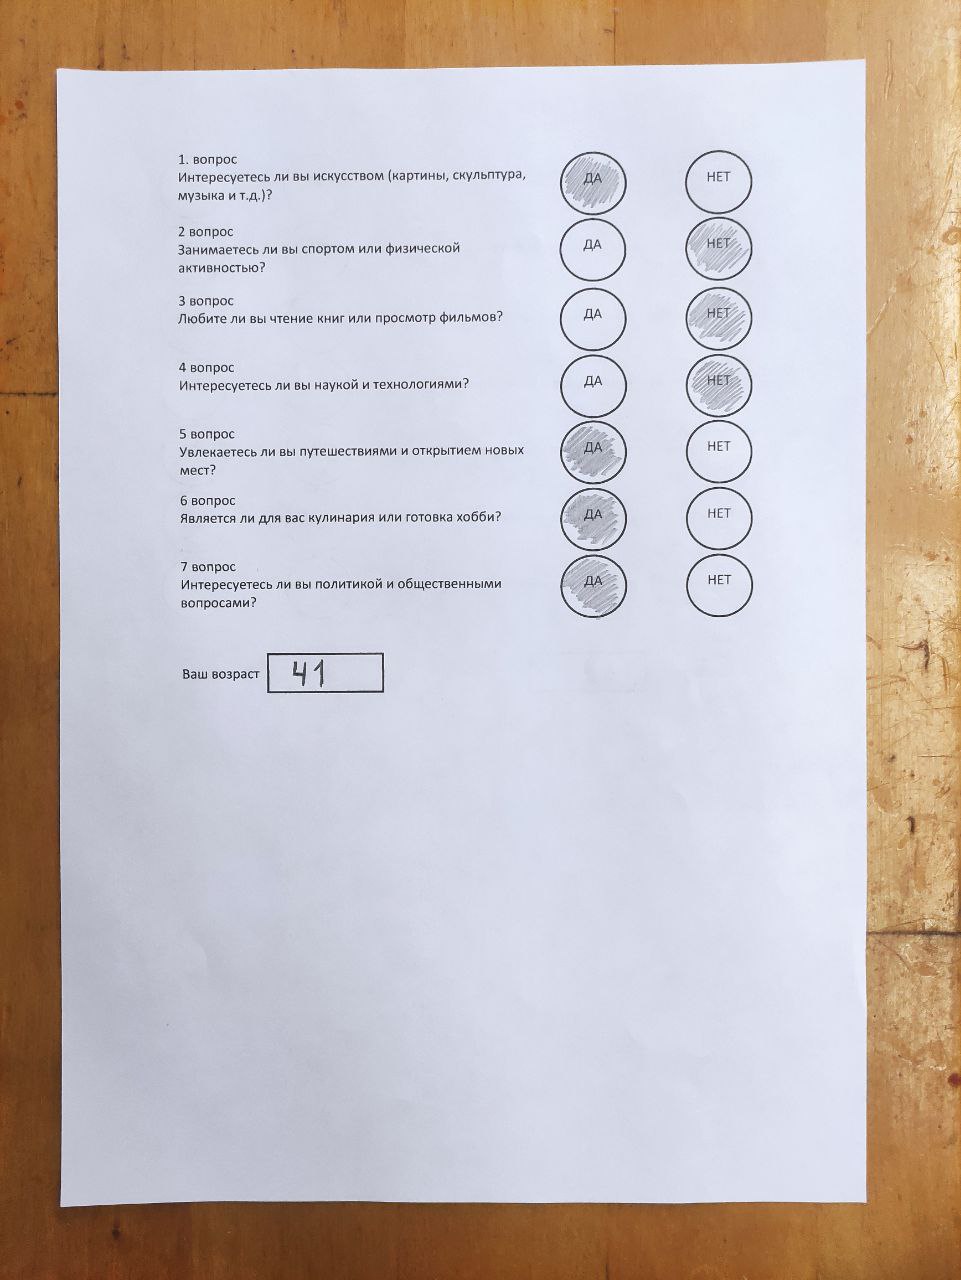 1. вопрос
Интересуетесь ли вы искусством (картины, скульптура,
музыка и т.д.)?
ДА НЕТ
2 вопрос
Занимаетесь ли вы спортом или физической
активностью?
ДА НЕТ
3 вопрос
Любите ли вы чтение книг или просмотр фильмов?
ДА НЕТ
4 вопрос
Интересуетесь ли вы наукой и технологиями?
ДА НЕТ
5 вопрос
Увлекаетесь ли вы путешествиями и открытием новых
мест?
ДА НЕТ
6 вопрос
Является ли для вас кулинария или готовка хобби?
ДА НЕТ
7 вопрос
Интересуетесь ли вы политикой и общественными
вопросами?
ДА НЕТ
Ваш возраст 41